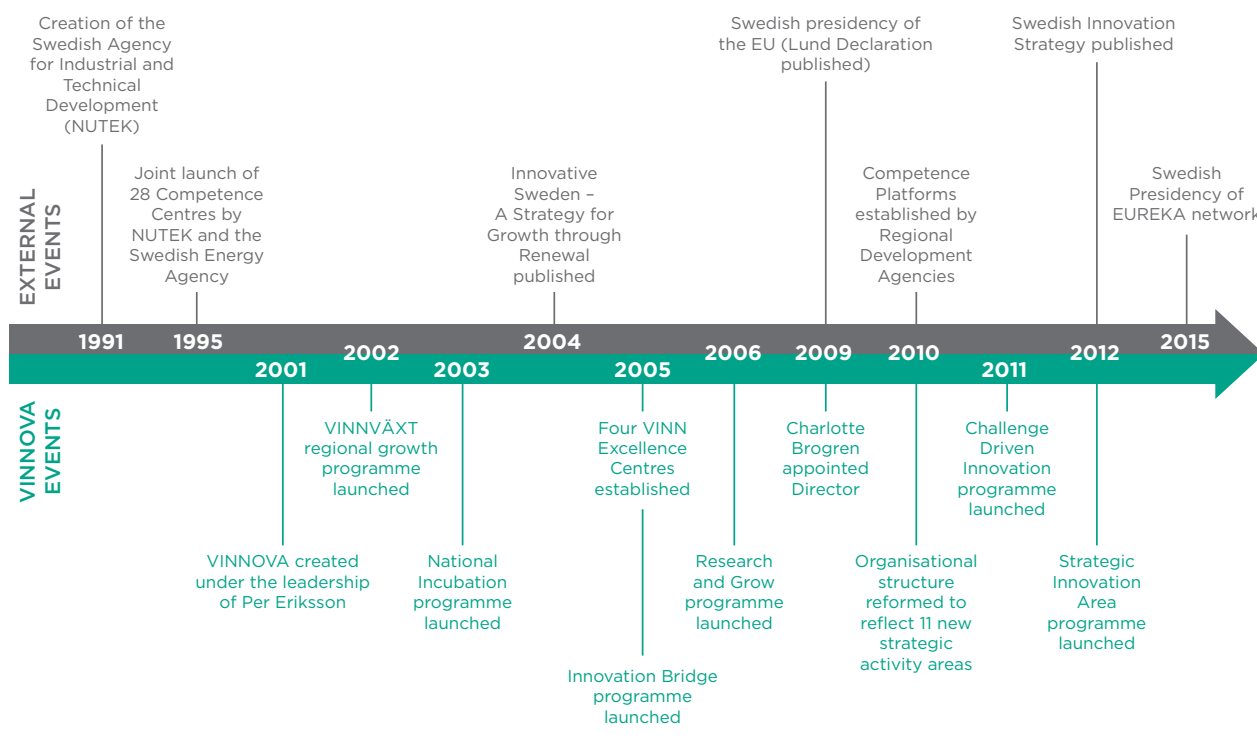 Creation of the
Swedish Agency
for Industrial and
Technical
Development
(NUTEK)
Joint launch of
28 Competence
Centres by
NUTEK and the
Swedish Energy
Agency
Innovative
Sweden –
A Strategy for
Growth through
Renewal
published
Swedish presidency of
the EU (Lund Declaration
published)
Competence
Platforms
established by
Regional
Development
Agencies
Swedish Innovation
Strategy published
Swedish
Presidency of
EUREKA network
EXTERNAL
EVENTS
1991
1995
2001
2002
2003
2004
2005
2006
2009
2010
2011
2012
2015
VINNOVA
EVENTS
VINNOVA created
under the leadership
of Per Eriksson
VINNVÄXT
regional growth
programme
launched
National
Incubation
programme
launched
Four VINN
Excellence
Centres
established
Innovation Bridge
programme
launched
Research
and Grow
programme
launched
Charlotte
Brogren
appointed
Director
Organisational
structure
reformed to
reflect 11 new
strategic
activity areas
Challenge
Driven
Innovation
programme
launched
Strategic
Innovation
Area
programme
launched